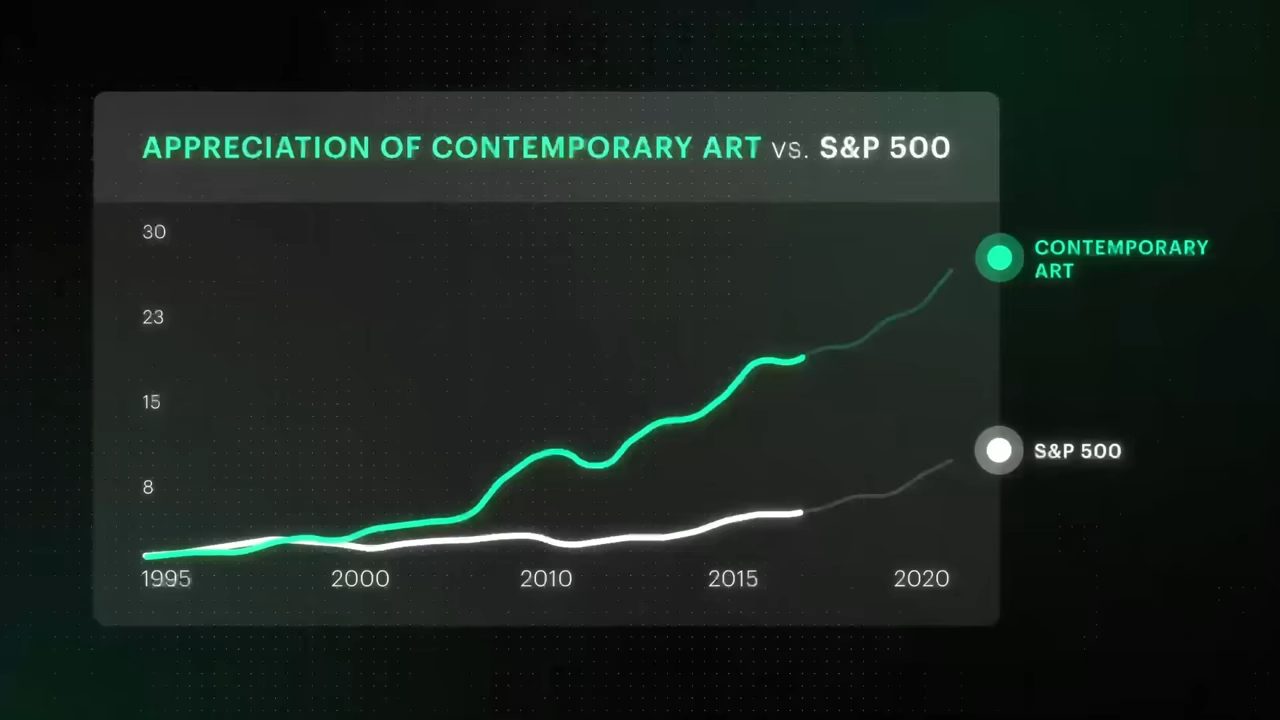 APPRECIATION OF CONTEMPORARY ART VS. S&P 500
30
CONTEMPORARY
ART
23
15
S&P 500
8
1995 2000 2010 2015 2020